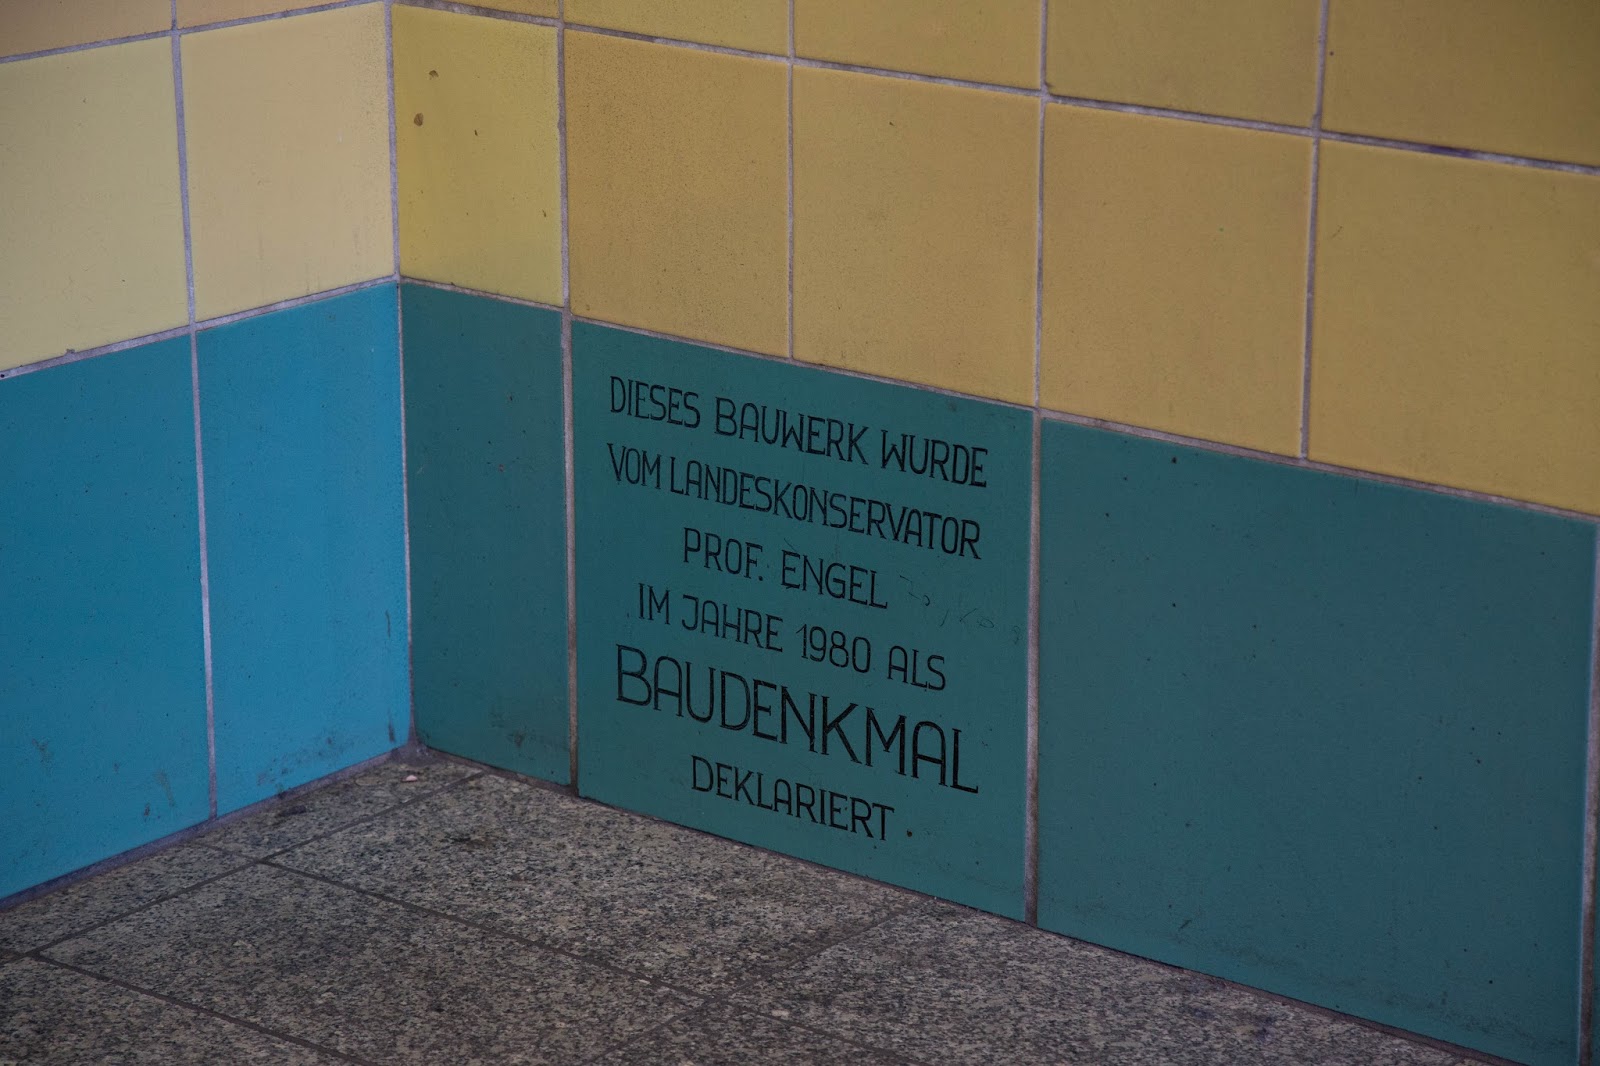 DIESES BAUWERK WURDE
VOM LANDESKONSERVATOR
PROF. ENGEL
IM JAHRE 1980 ALS
BAUDENKMAL
DEKLARIERT